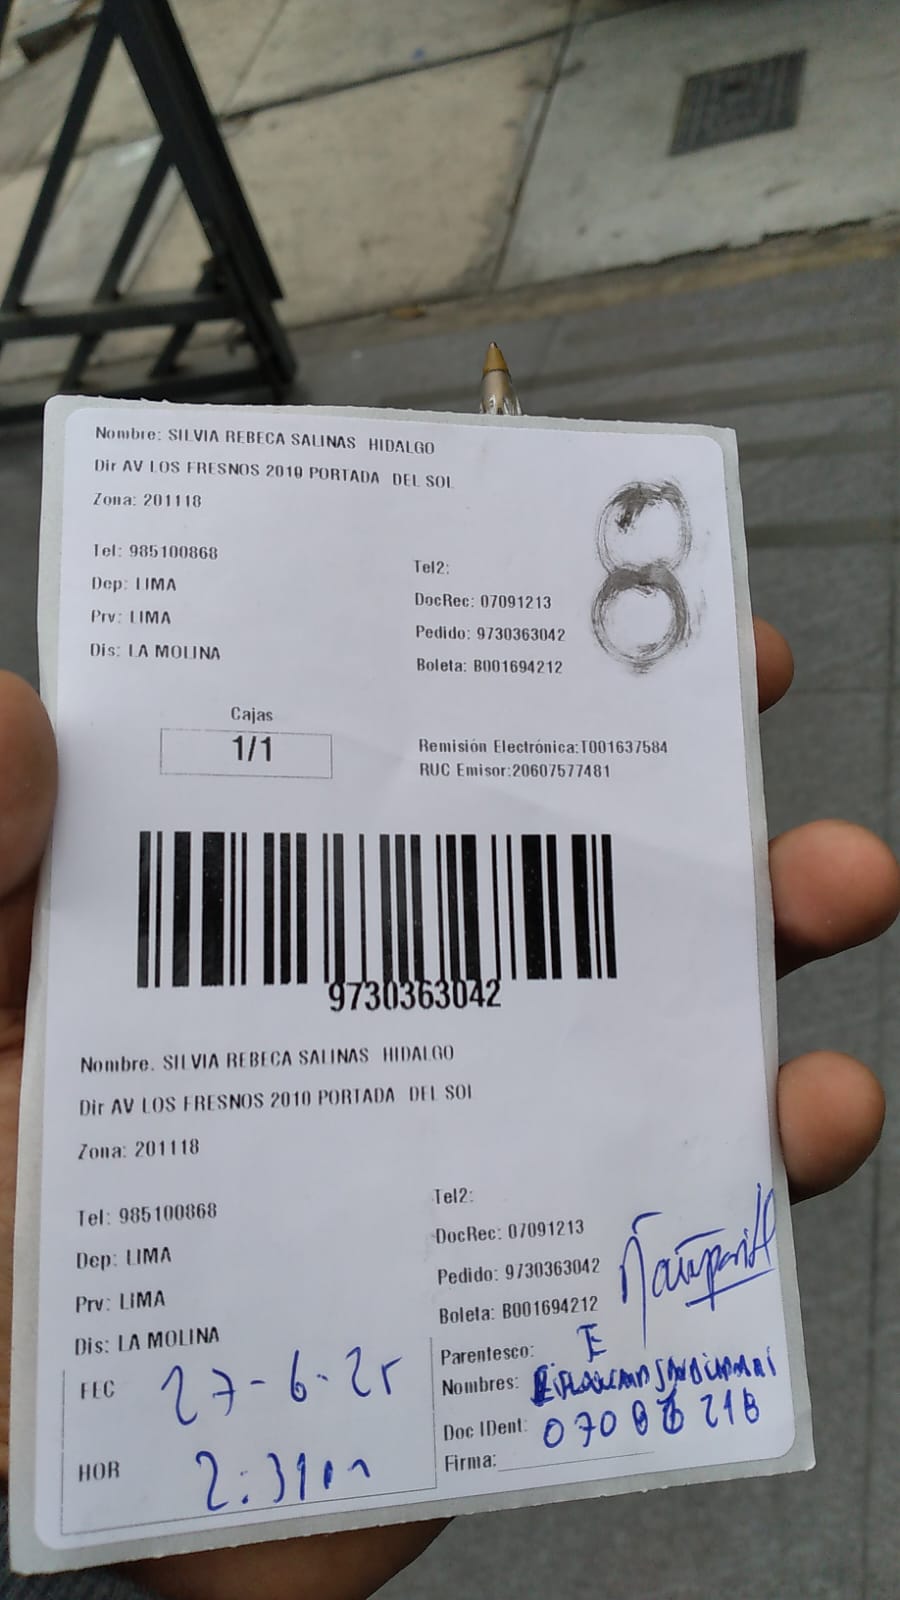 Nombre: SILVIA REBECA SALINAS HIDALGO
Dir AV LOS FRESNOS 2010 PORTADA DEL SOL
Zona: 201118
Tel: 985100868
Dep: LIMA
Prv: LIMA
Dis: LA MOLINA
Tel2:
DocRec: 07091213
Pedido: 9730363042
Boleta: B001694212
8
Cajas
1/1
Remisión Electrónica:T001637584
RUC Emisor:20607577481
9730363042
Nombre. SILVIA REBECA SALINAS HIDALGO
Dir AV LOS FRESNOS 2010 PORTADA DEL SOL
Zona: 201118
Tel: 985100868
Dep: LIMA
Prv: LIMA
Dis: LA MOLINA
Tel2:
DocRec: 07091213
Pedido: 9730363042
Boleta: B001694212
Parentesco:
Nombres:
Doc IDent:
Firma:
FEC 27-6-25
HOR 2:31